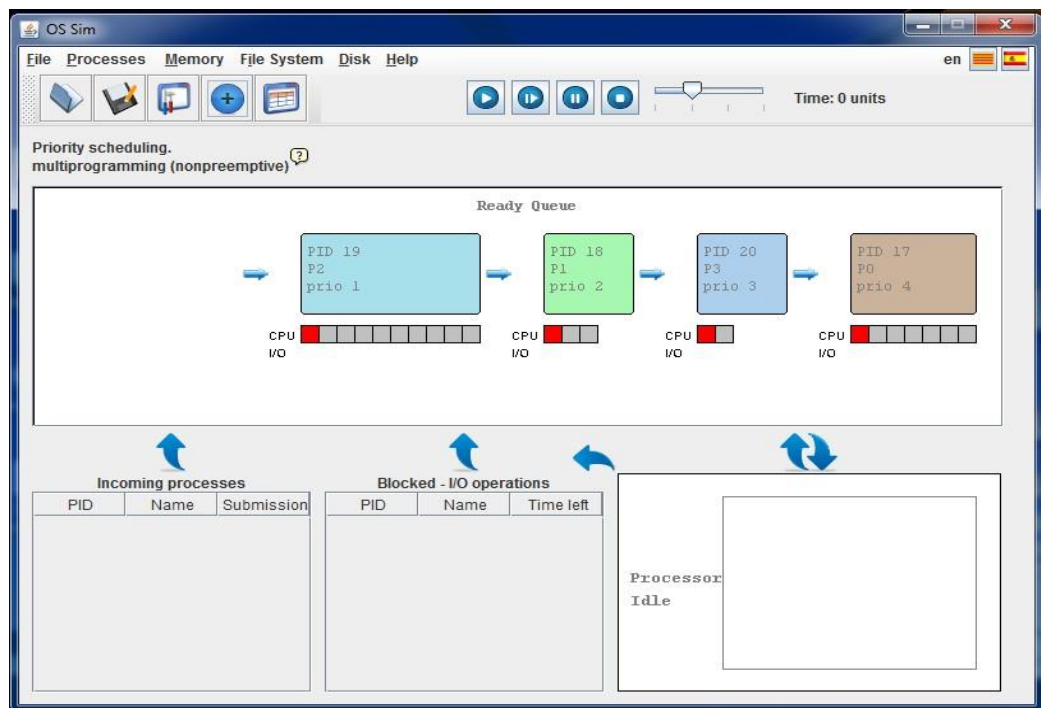 OS Sim
File Processes Memory File System Disk Help en
Time: 0 units
Priority scheduling.
multiprogramming (nonpreemptive) ?
Ready Queue
PID 19
P2
prio 1
CPU
I/O
PID 18
P1
prio 2
CPU
I/O
PID 20
P3
prio 3
CPU
I/O
PID 17
P0
prio 4
CPU
I/O
Incoming processes
PID Name Submission
Blocked - I/O operations
PID Name Time left
Processor
Idle